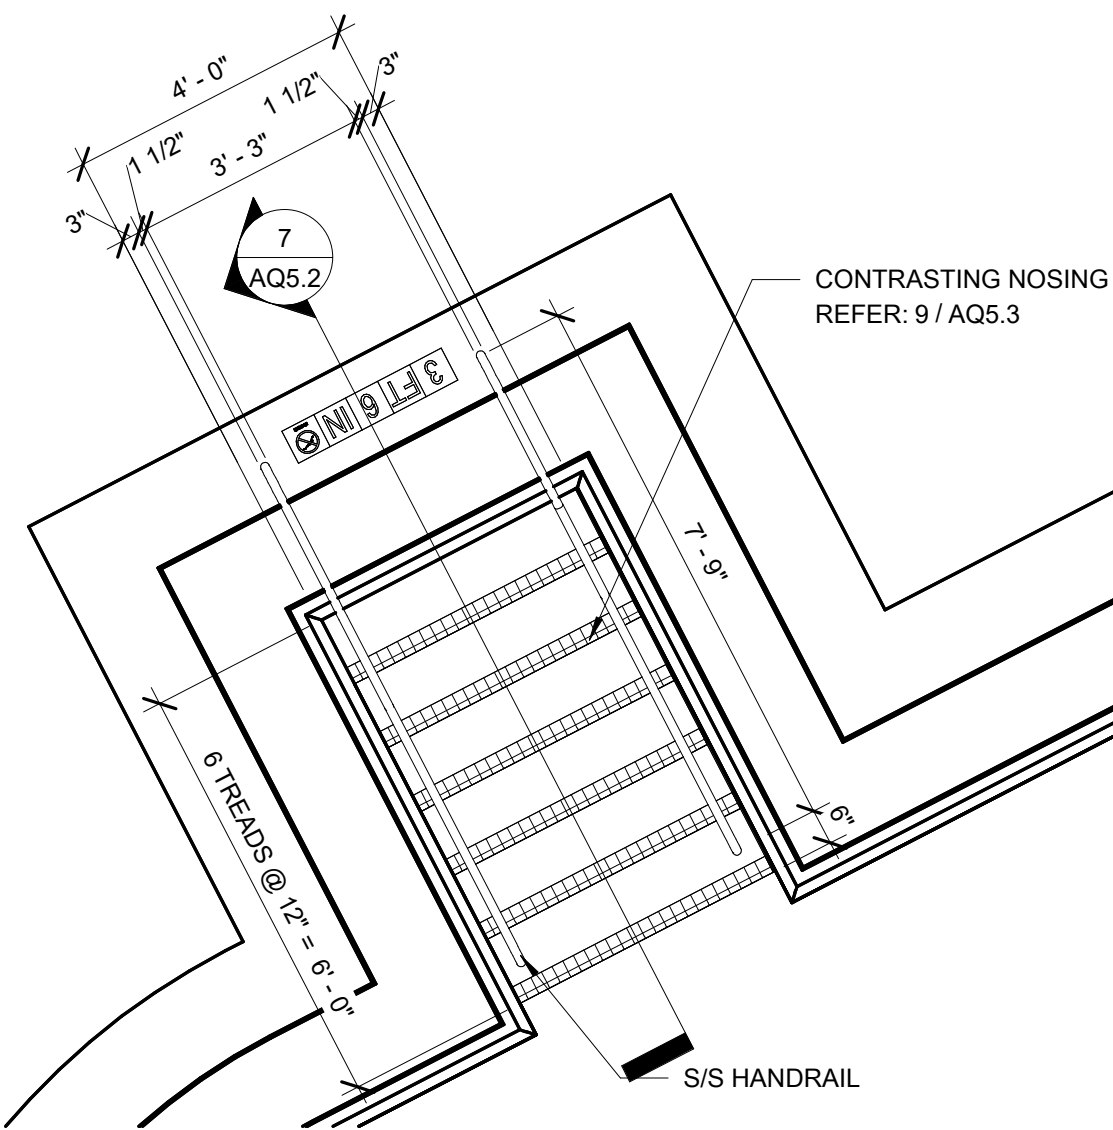 4' - 0"
3"
1 1/2"
1 1/2"
3' - 3"
3"
7
AQ5.2
CONTRASTING NOSING
REFER: 9 / AQ5.3
3 FT 6 IN
7' - 9"
6"
6 TREADS @ 12" = 6' - 0"
S/S HANDRAIL